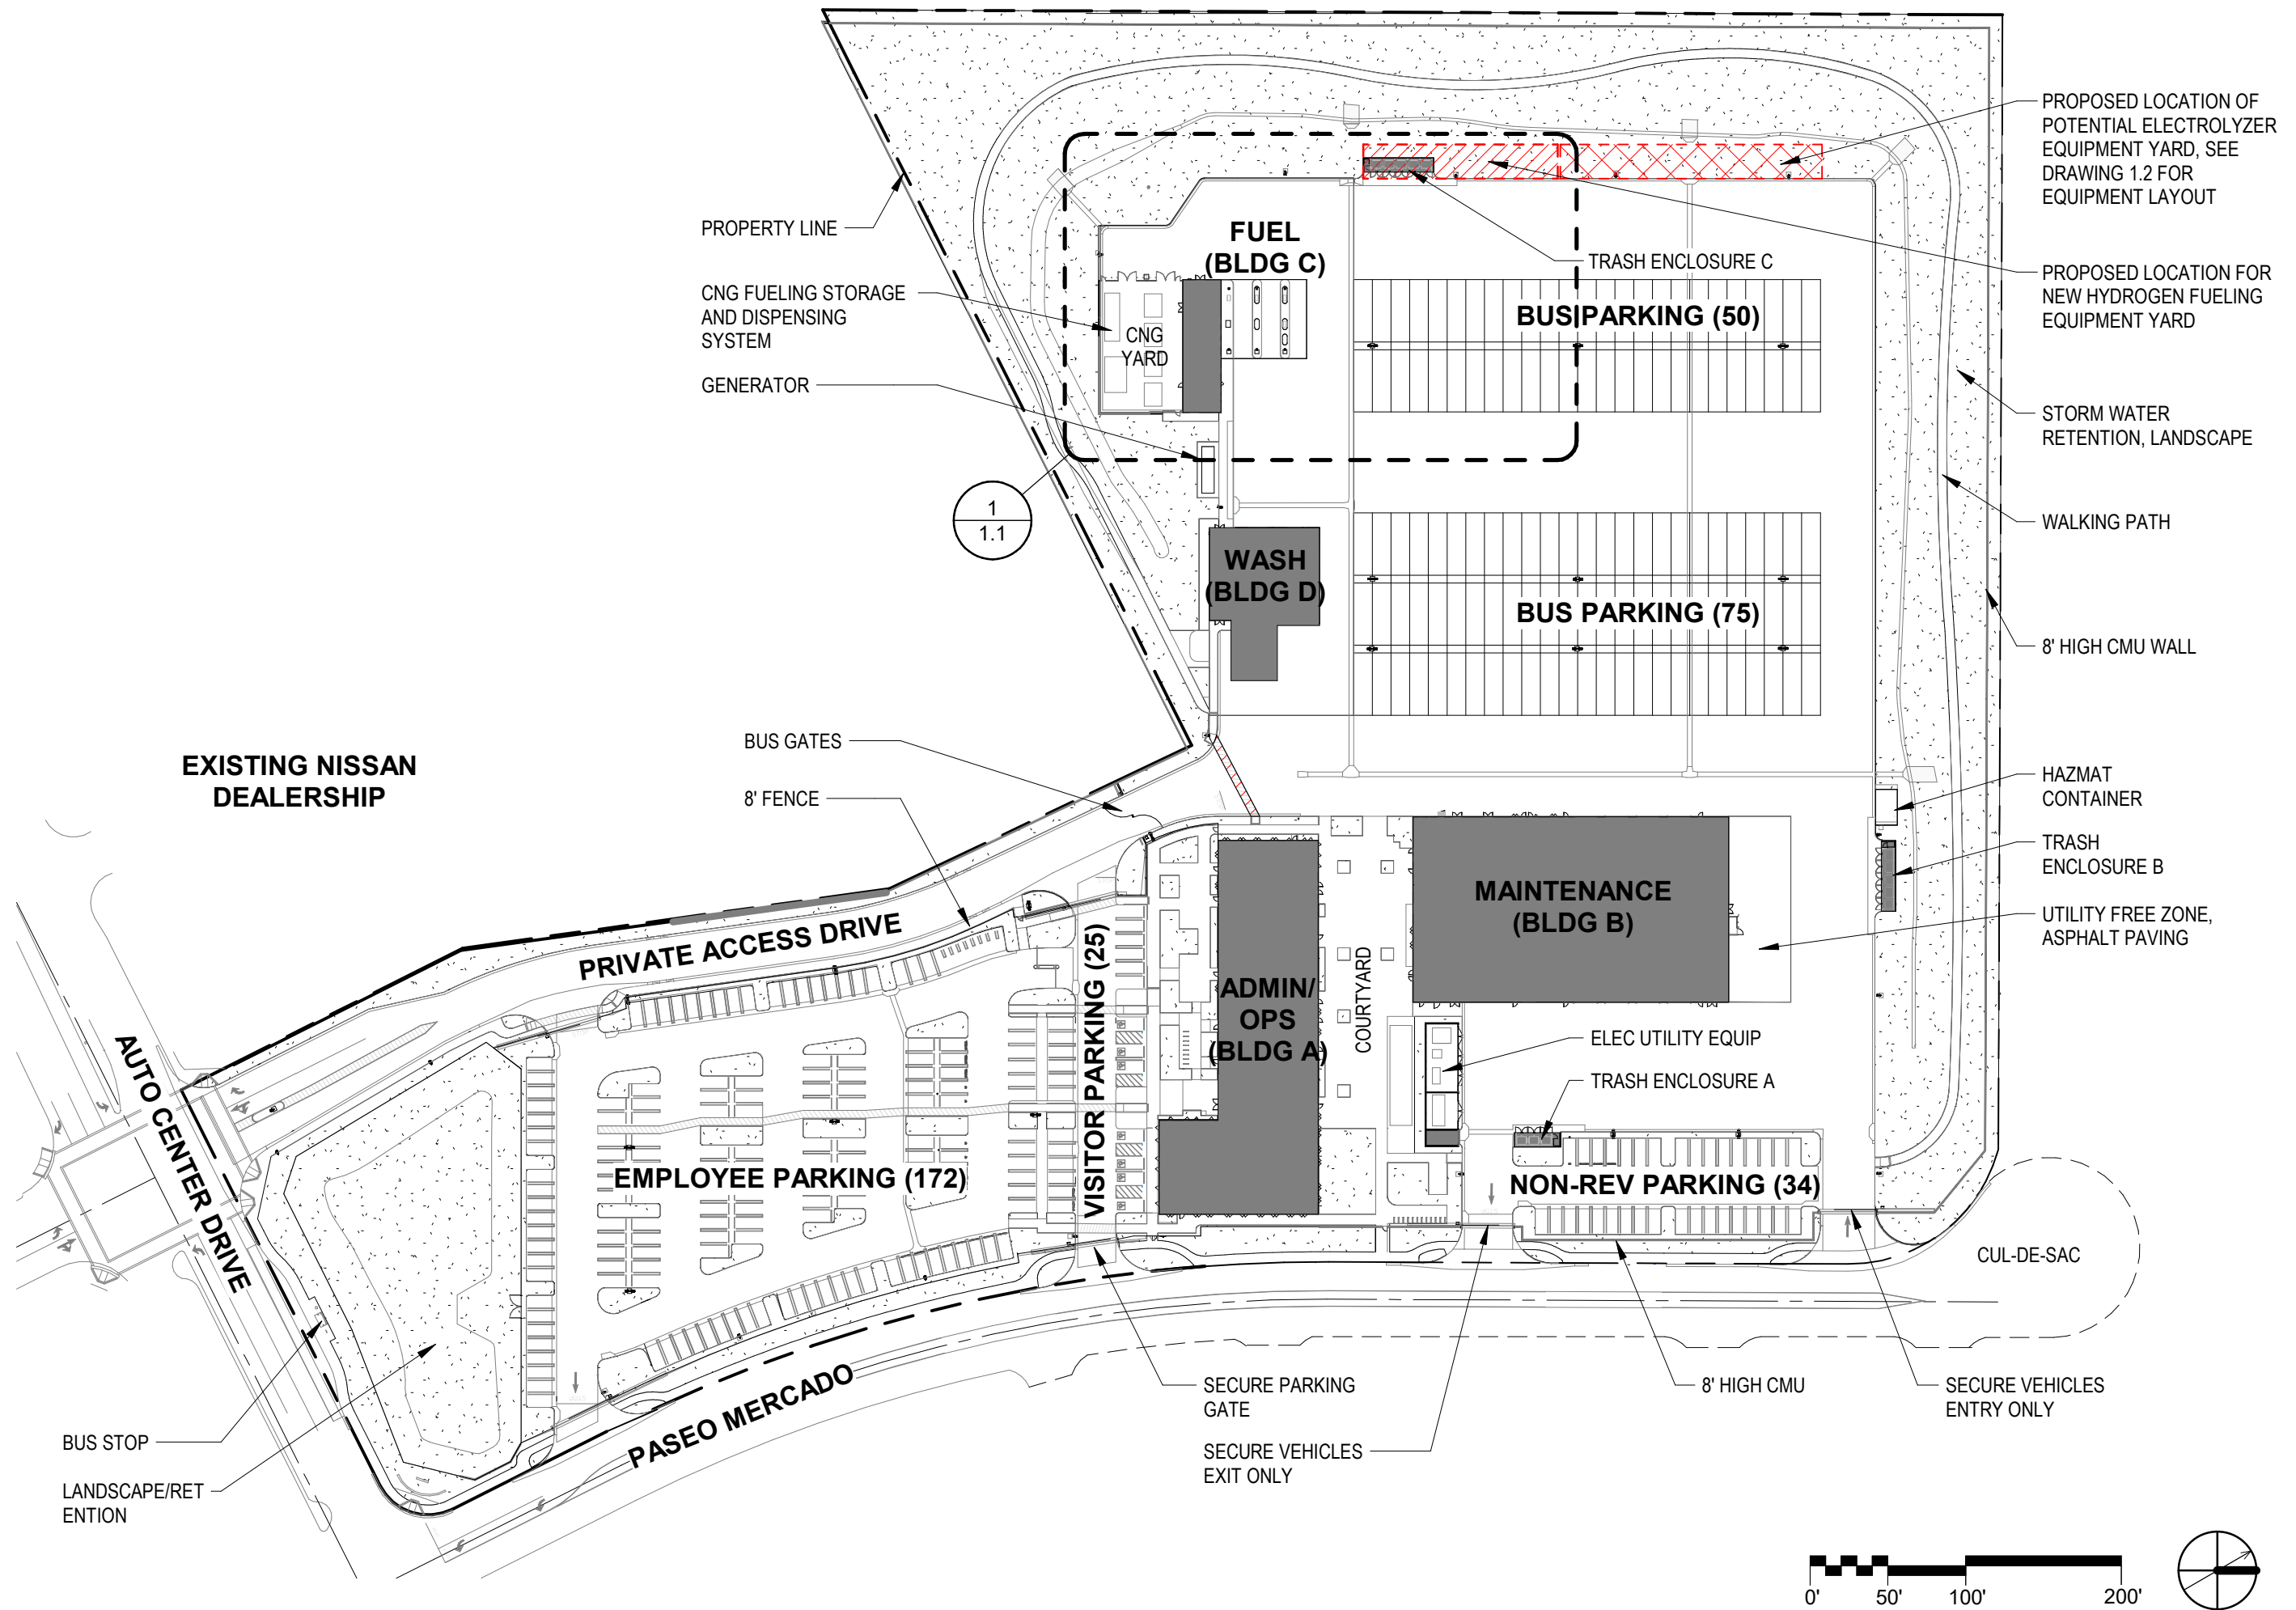 PROPOSED LOCATION OF
POTENTIAL ELECTROLYZER
EQUIPMENT YARD, SEE
DRAWING 1.2 FOR
EQUIPMENT LAYOUT
PROPERTY LINE
FUEL
(BLDG C)
TRASH ENCLOSURE C
PROPOSED LOCATION FOR
NEW HYDROGEN FUELING
EQUIPMENT YARD
CNG FUELING STORAGE
AND DISPENSING
SYSTEM
CNG
YARD
BUS PARKING (50)
GENERATOR
STORM WATER
RETENTION, LANDSCAPE
1
1.1
WALKING PATH
WASH
(BLDG D)
BUS PARKING (75)
8' HIGH CMU WALL
EXISTING NISSAN
DEALERSHIP
BUS GATES
8' FENCE
HAZMAT
CONTAINER
TRASH
ENCLOSURE B
MAINTENANCE
(BLDG B)
UTILITY FREE ZONE,
ASPHALT PAVING
PRIVATE ACCESS DRIVE
VISITOR PARKING (25)
ADMIN/
OPS
(BLDG A)
COURTYARD
ELEC UTILITY EQUIP
TRASH ENCLOSURE A
AUTO CENTER DRIVE
EMPLOYEE PARKING (172)
NON-REV PARKING (34)
CUL-DE-SAC
PASEO MERCADO
SECURE PARKING
GATE
8' HIGH CMU
SECURE VEHICLES
ENTRY ONLY
BUS STOP
SECURE VEHICLES
EXIT ONLY
LANDSCAPE/RET
ENTION
0'
50'
100'
200'